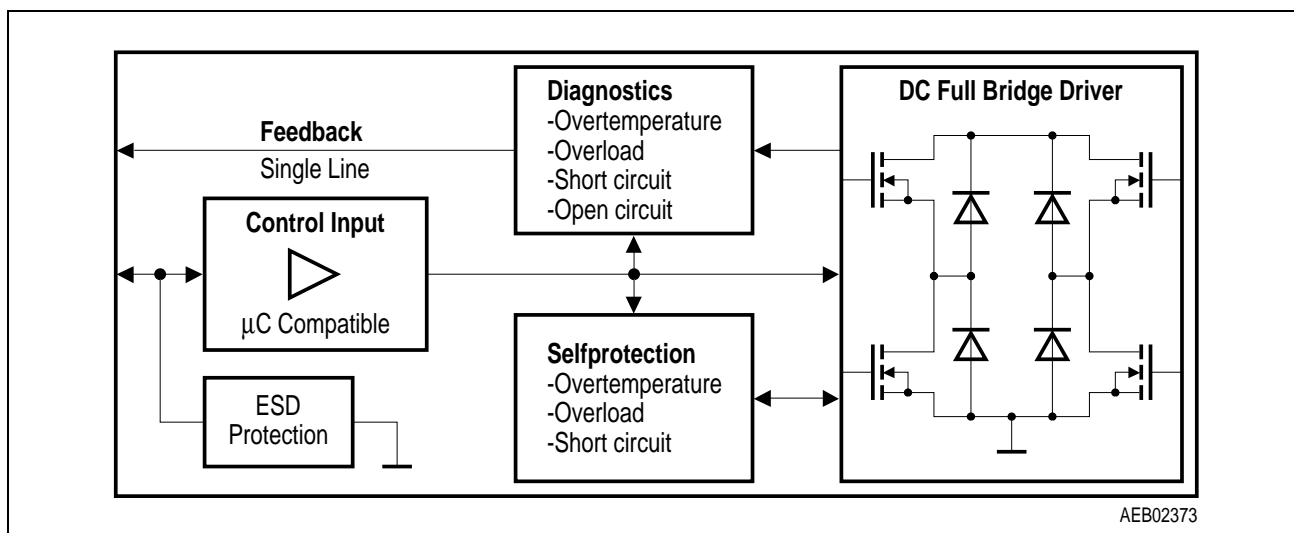 Feedback
Single Line
Control Input
μC Compatible
ESD
Protection
Diagnostics
-Overtemperature
-Overload
-Short circuit
-Open circuit
Selfprotection
-Overtemperature
-Overload
-Short circuit
DC Full Bridge Driver
AEB02373